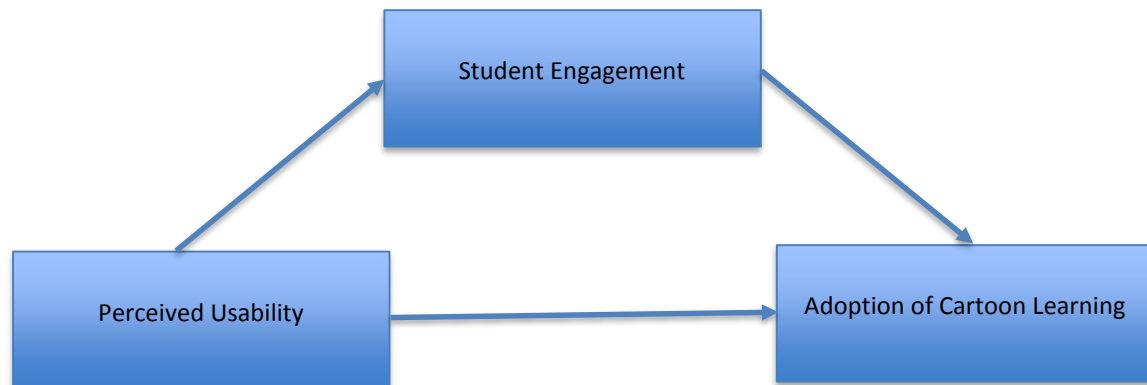 Student Engagement
Perceived Usability
Adoption of Cartoon Learning